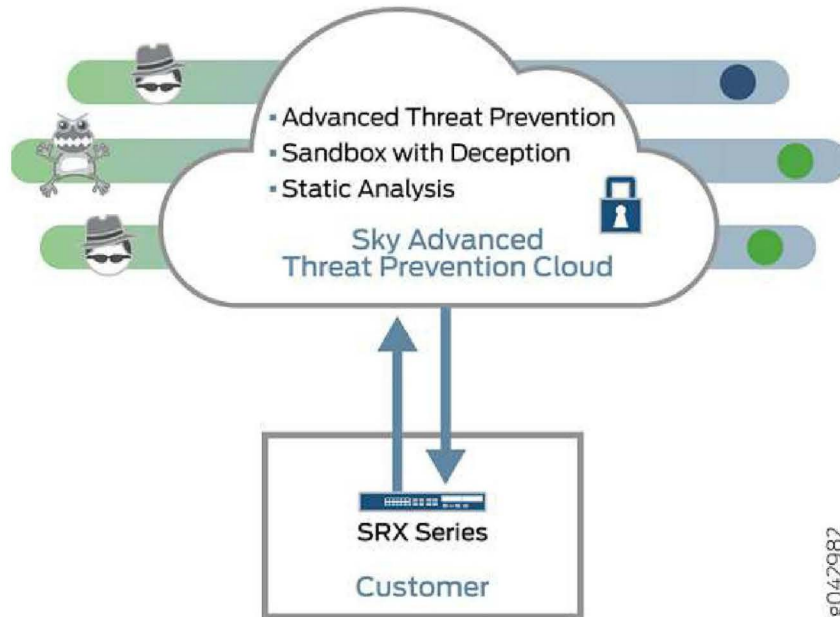 ▪ Advanced Threat Prevention
▪ Sandbox with Deception
▪ Static Analysis
Sky Advanced
Threat Prevention Cloud
SRX Series
Customer
g042982